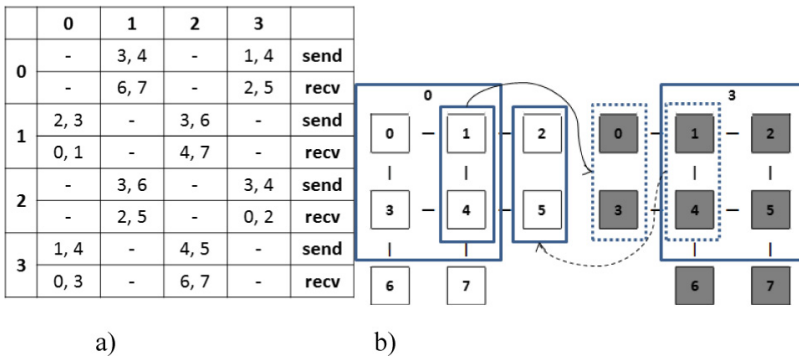 0 1 2 3
0 - 3, 4 - 1, 4 send
- 6, 7 - 2, 5 recv
1 2, 3 - 3, 6 - send
0, 1 - 4, 7 - recv
2 - 3, 6 - 3, 4 send
- 2, 5 - 0, 2 recv
3 1, 4 - 4, 5 - send
0, 3 - 6, 7 - recv
a)
0
0 1 2
3 4 5
6 7
3
0 1 2
3 4 5
6 7
b)